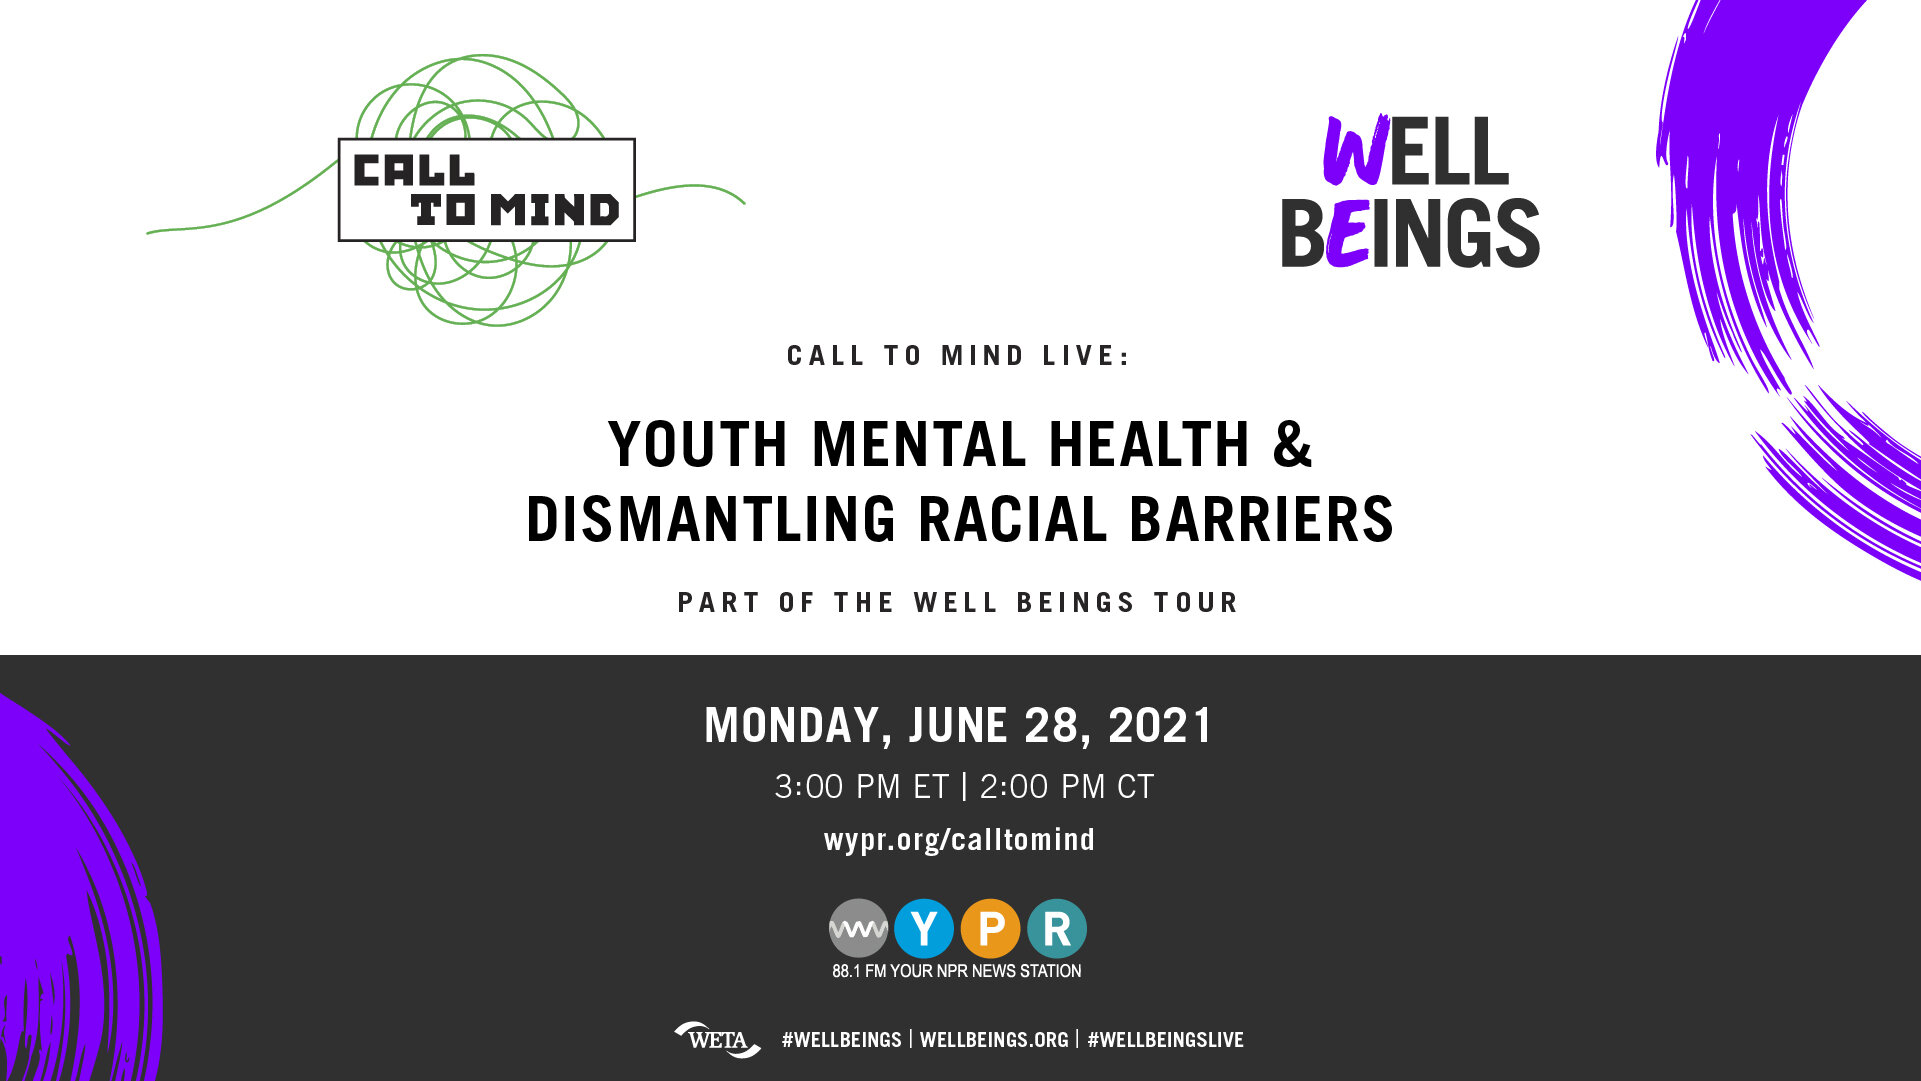 CALL
TO MIND
WELL
BEINGS
CALL TO MIND LIVE:
YOUTH MENTAL HEALTH &
DISMANTLING RACIAL BARRIERS
PART OF THE WELL BEINGS TOUR
MONDAY, JUNE 28, 2021
3:00 PM ET | 2:00 PM CT
wypr.org/calltomind
WYPR
88.1 FM YOUR NPR NEWS STATION
WETA #WELLBEINGS | WELLBEINGS.ORG | #WELLBEINGSLIVE